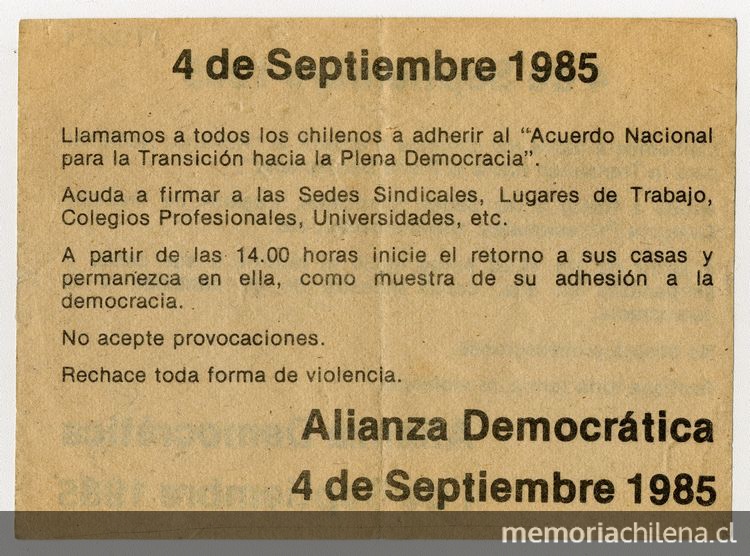 4 de Septiembre 1985
Llamamos a todos los chilenos a adherir al “Acuerdo Nacional
para la Transición hacia la Plena Democracia”.
Acuda a firmar a las Sedes Sindicales, Lugares de Trabajo,
Colegios Profesionales, Universidades, etc.
A partir de las 14.00 horas inicie el retorno a sus casas y
permanezca en ella, como muestra de su adhesión a la
democracia.
No acepte provocaciones.
Rechace toda forma de violencia.
Alianza Democrática
4 de Septiembre 1985
memoriachilena.cl